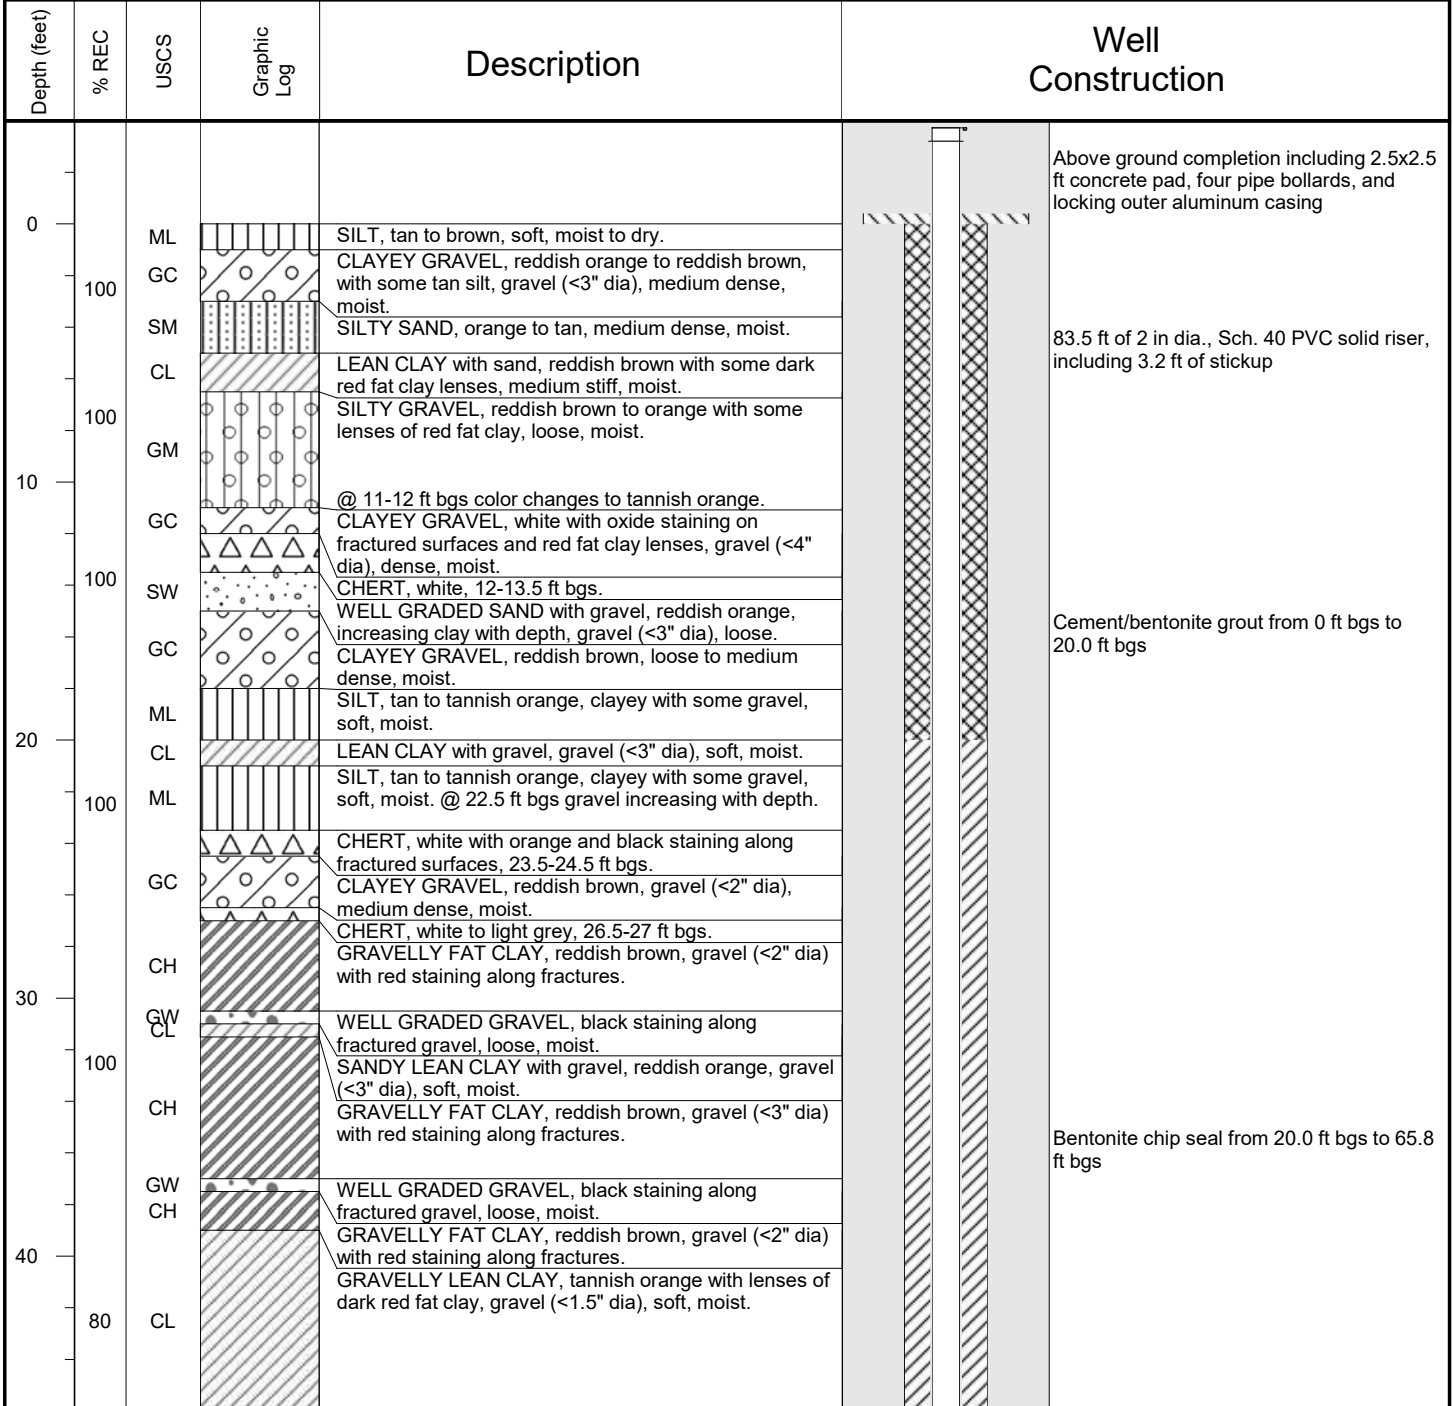 Depth (feet)
% REC
USCS
Graphic
Log
Description
Well
Construction
Above ground completion including 2.5x2.5
ft concrete pad, four pipe bollards, and
locking outer aluminum casing
0
ML
SILT, tan to brown, soft, moist to dry.
GC
100
CLAYEY GRAVEL, reddish orange to reddish brown,
with some tan silt, gravel (<3" dia), medium dense,
moist.
SM
SILTY SAND, orange to tan, medium dense, moist.
83.5 ft of 2 in dia., Sch. 40 PVC solid riser,
including 3.2 ft of stickup
CL
LEAN CLAY with sand, reddish brown with some dark
red fat clay lenses, medium stiff, moist.
100
GM
SILTY GRAVEL, reddish brown to orange with some
lenses of red fat clay, loose, moist.
10
@ 11-12 ft bgs color changes to tannish orange.
GC
CLAYEY GRAVEL, white with oxide staining on
fractured surfaces and red fat clay lenses, gravel (<4"
dia), dense, moist.
100
CHERT, white, 12-13.5 ft bgs.
SW
WELL GRADED SAND with gravel, reddish orange,
increasing clay with depth, gravel (<3" dia), loose.
Cement/bentonite grout from 0 ft bgs to
20.0 ft bgs
GC
CLAYEY GRAVEL, reddish brown, loose to medium
dense, moist.
ML
SILT, tan to tannish orange, clayey with some gravel,
soft, moist.
20
CL
LEAN CLAY with gravel, gravel (<3" dia), soft, moist.
100
ML
SILT, tan to tannish orange, clayey with some gravel,
soft, moist. @ 22.5 ft bgs gravel increasing with depth.
CHERT, white with orange and black staining along
fractured surfaces, 23.5-24.5 ft bgs.
GC
CLAYEY GRAVEL, reddish brown, gravel (<2" dia),
medium dense, moist.
CHERT, white to light grey, 26.5-27 ft bgs.
CH
GRAVELLY FAT CLAY, reddish brown, gravel (<2" dia)
with red staining along fractures.
30
GW
WELL GRADED GRAVEL, black staining along
fractured gravel, loose, moist.
CL
100
SANDY LEAN CLAY with gravel, reddish orange, gravel
(<3" dia), soft, moist.
CH
GRAVELLY FAT CLAY, reddish brown, gravel (<3" dia)
with red staining along fractures.
Bentonite chip seal from 20.0 ft bgs to 65.8
ft bgs
GW
WELL GRADED GRAVEL, black staining along
fractured gravel, loose, moist.
CH
GRAVELLY FAT CLAY, reddish brown, gravel (<2" dia)
with red staining along fractures.
40
GRAVELLY LEAN CLAY, tannish orange with lenses of
dark red fat clay, gravel (<1.5" dia), soft, moist.
80
CL